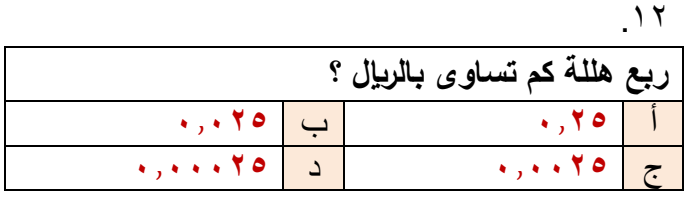 ١٢.
ربع هللة كم تساوى بالريال ؟
أ ٠,٢٥ ب ٠,٠٢٥
ج ٠,٠٠٢٥ د ٠,٠٠٠٢٥